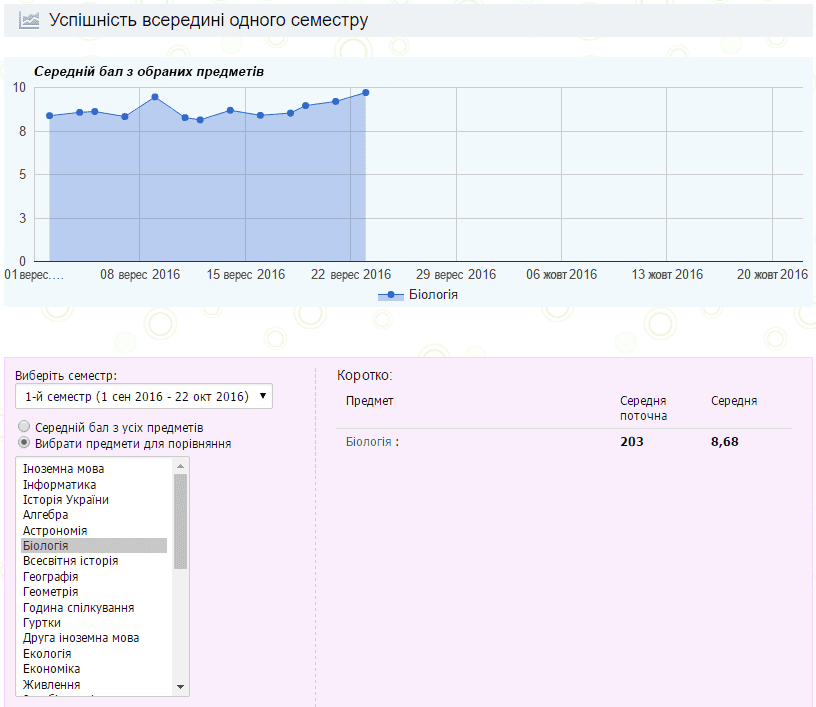 Успішність всередині одного семестру
Середній бал з обраних предметів
10
8
5
3
0
01 верес.…
08 верес 2016
15 верес 2016
22 верес 2016
29 верес 2016
06 жовт 2016
13 жовт 2016
20 жовт 2016
Біологія
Виберіть семестр:
1-й семестр (1 сен 2016 - 22 окт 2016)
Середній бал з усіх предметів
Вибрати предмети для порівняння
Іноземна мова
Інформатика
Історія України
Алгебра
Астрономія
Біологія
Всесвітня історія
Географія
Геометрія
Година спілкування
Гуртки
Друга іноземна мова
Екологія
Економіка
Живлення
Коротко:
Предмет
Середня поточна
Середня
Біологія :
203
8,68